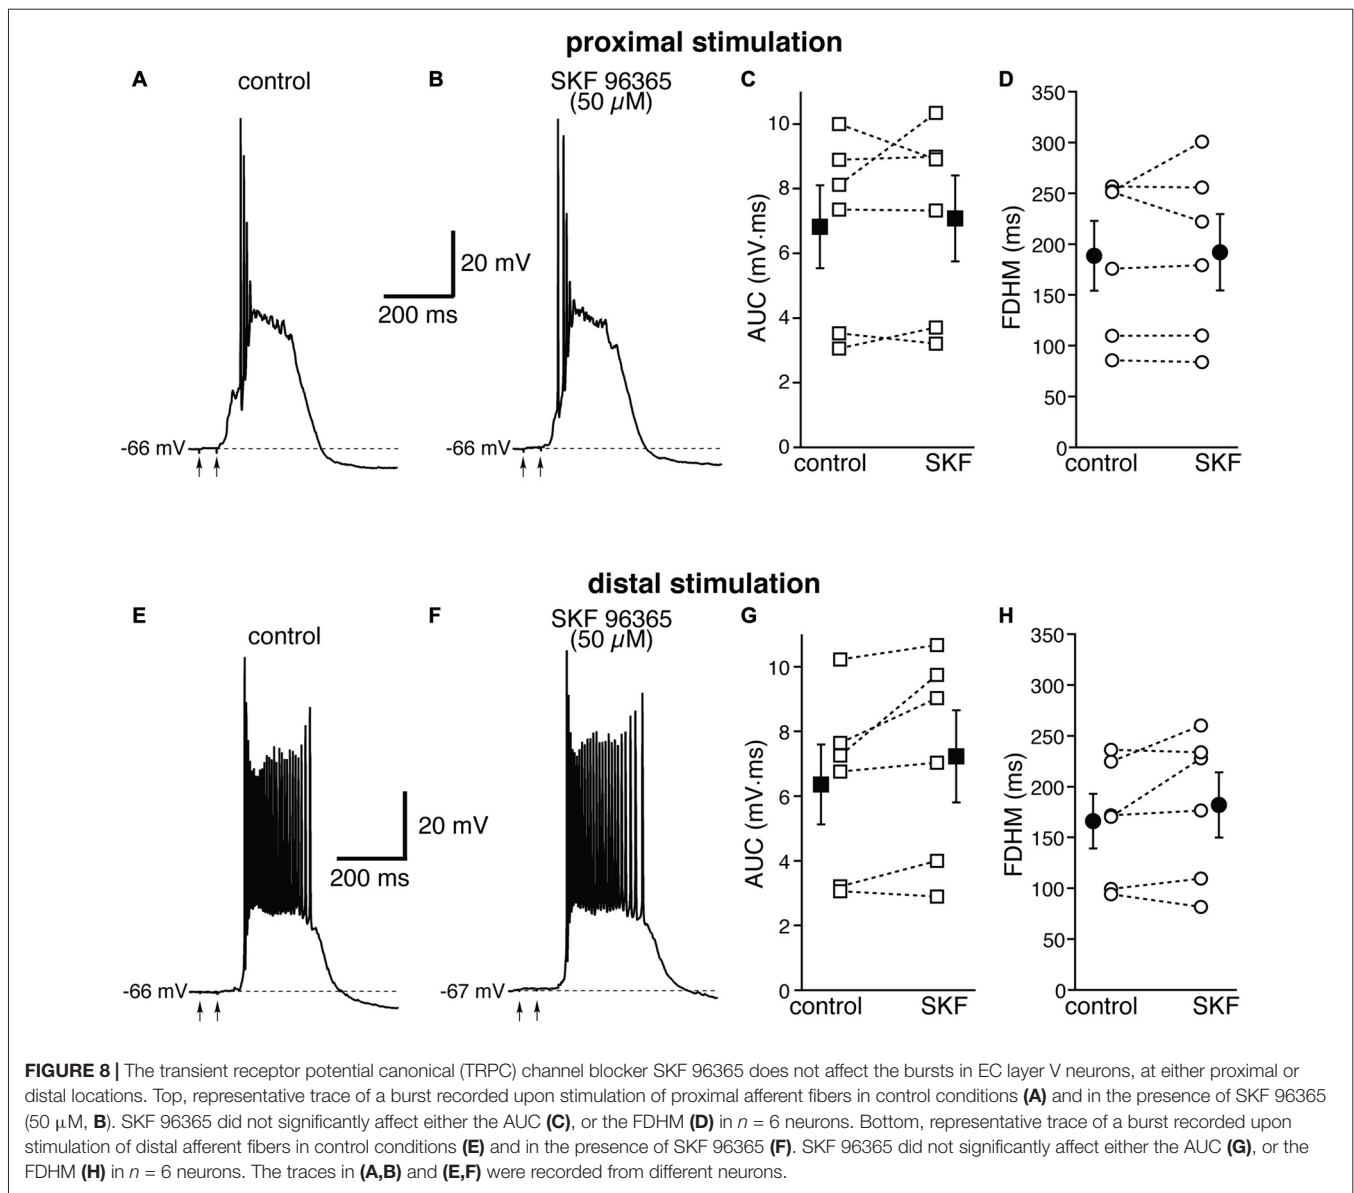 proximal stimulation
A
control
B
SKF 96365
(50 µM)
20 mV
200 ms
-66 mV
-66 mV
C
AUC (mV·ms)
10
8
6
4
2
0
control
SKF
D
FDHM (ms)
350
300
250
200
150
100
50
0
control
SKF
distal stimulation
E
control
F
SKF 96365
(50 µM)
20 mV
200 ms
-66 mV
-67 mV
G
AUC (mV·ms)
10
8
6
4
2
0
control
SKF
H
FDHM (ms)
350
300
250
200
150
100
50
0
control
SKF
FIGURE 8 | The transient receptor potential canonical (TRPC) channel blocker SKF 96365 does not affect the bursts in EC layer V neurons, at either proximal or
distal locations. Top, representative trace of a burst recorded upon stimulation of proximal afferent fibers in control conditions (A) and in the presence of SKF 96365
(50 µM, B). SKF 96365 did not significantly affect either the AUC (C), or the FDHM (D) in n = 6 neurons. Bottom, representative trace of a burst recorded upon
stimulation of distal afferent fibers in control conditions (E) and in the presence of SKF 96365 (F). SKF 96365 did not significantly affect either the AUC (G), or the
FDHM (H) in n = 6 neurons. The traces in (A,B) and (E,F) were recorded from different neurons.